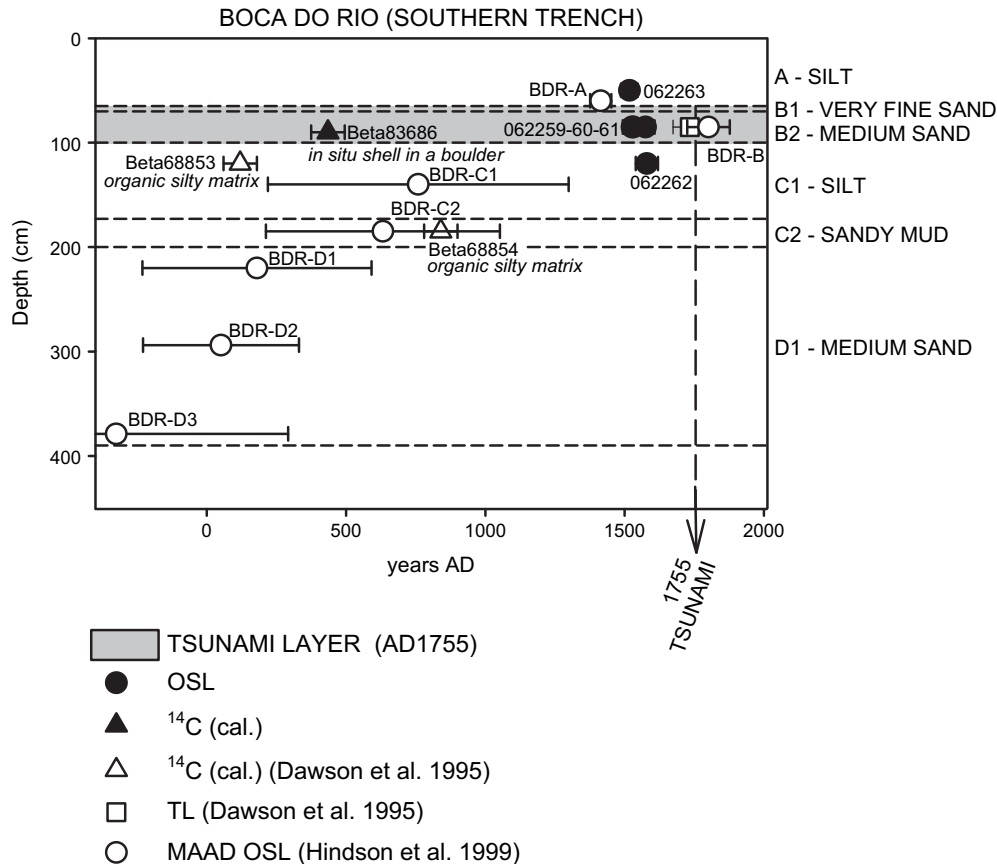 BOCA DO RIO (SOUTHERN TRENCH)
0
100
200
300
400
Depth (cm)
A - SILT
BDR-A
062263
B1 - VERY FINE SAND
Beta83686
062259-60-61
B2 - MEDIUM SAND
in situ shell in a boulder
BDR-B
Beta68853
organic silty matrix
BDR-C1
062262
C1 - SILT
BDR-C2
C2 - SANDY MUD
Beta68854
organic silty matrix
BDR-D1
BDR-D2
D1 - MEDIUM SAND
BDR-D3
0
500
1000
1500
2000
years AD
1755
TSUNAMI
TSUNAMI LAYER (AD1755)
OSL
14C (cal.)
14C (cal.) (Dawson et al. 1995)
TL (Dawson et al. 1995)
MAAD OSL (Hindson et al. 1999)